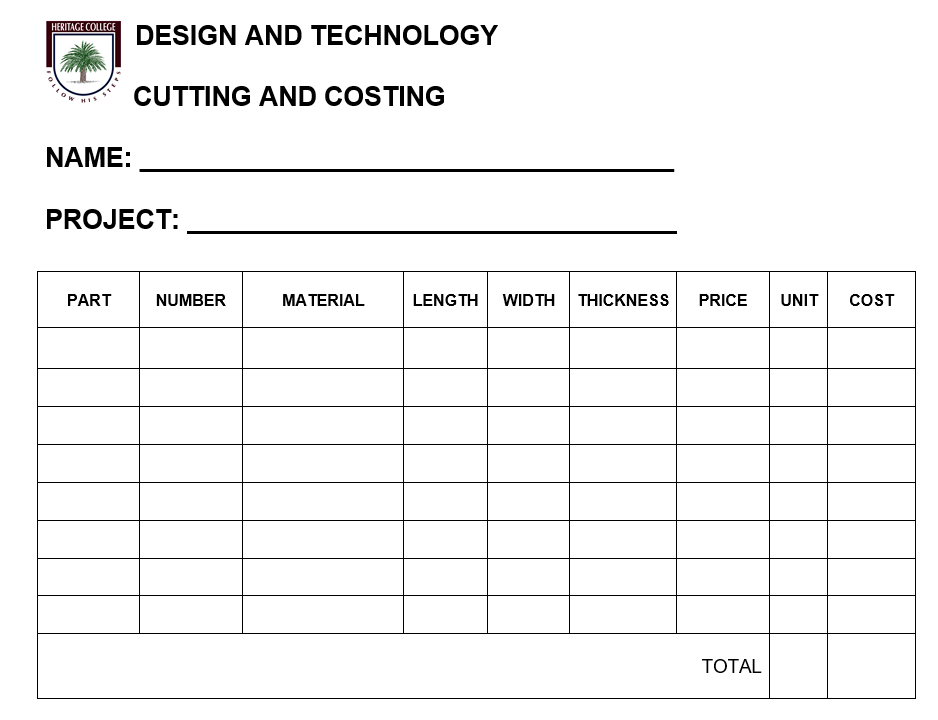 HERITAGE COLLEGE
FOLLOW HIS STEPS
DESIGN AND TECHNOLOGY
CUTTING AND COSTING
NAME:
PROJECT:
PART NUMBER MATERIAL LENGTH WIDTH THICKNESS PRICE UNIT COST
TOTAL